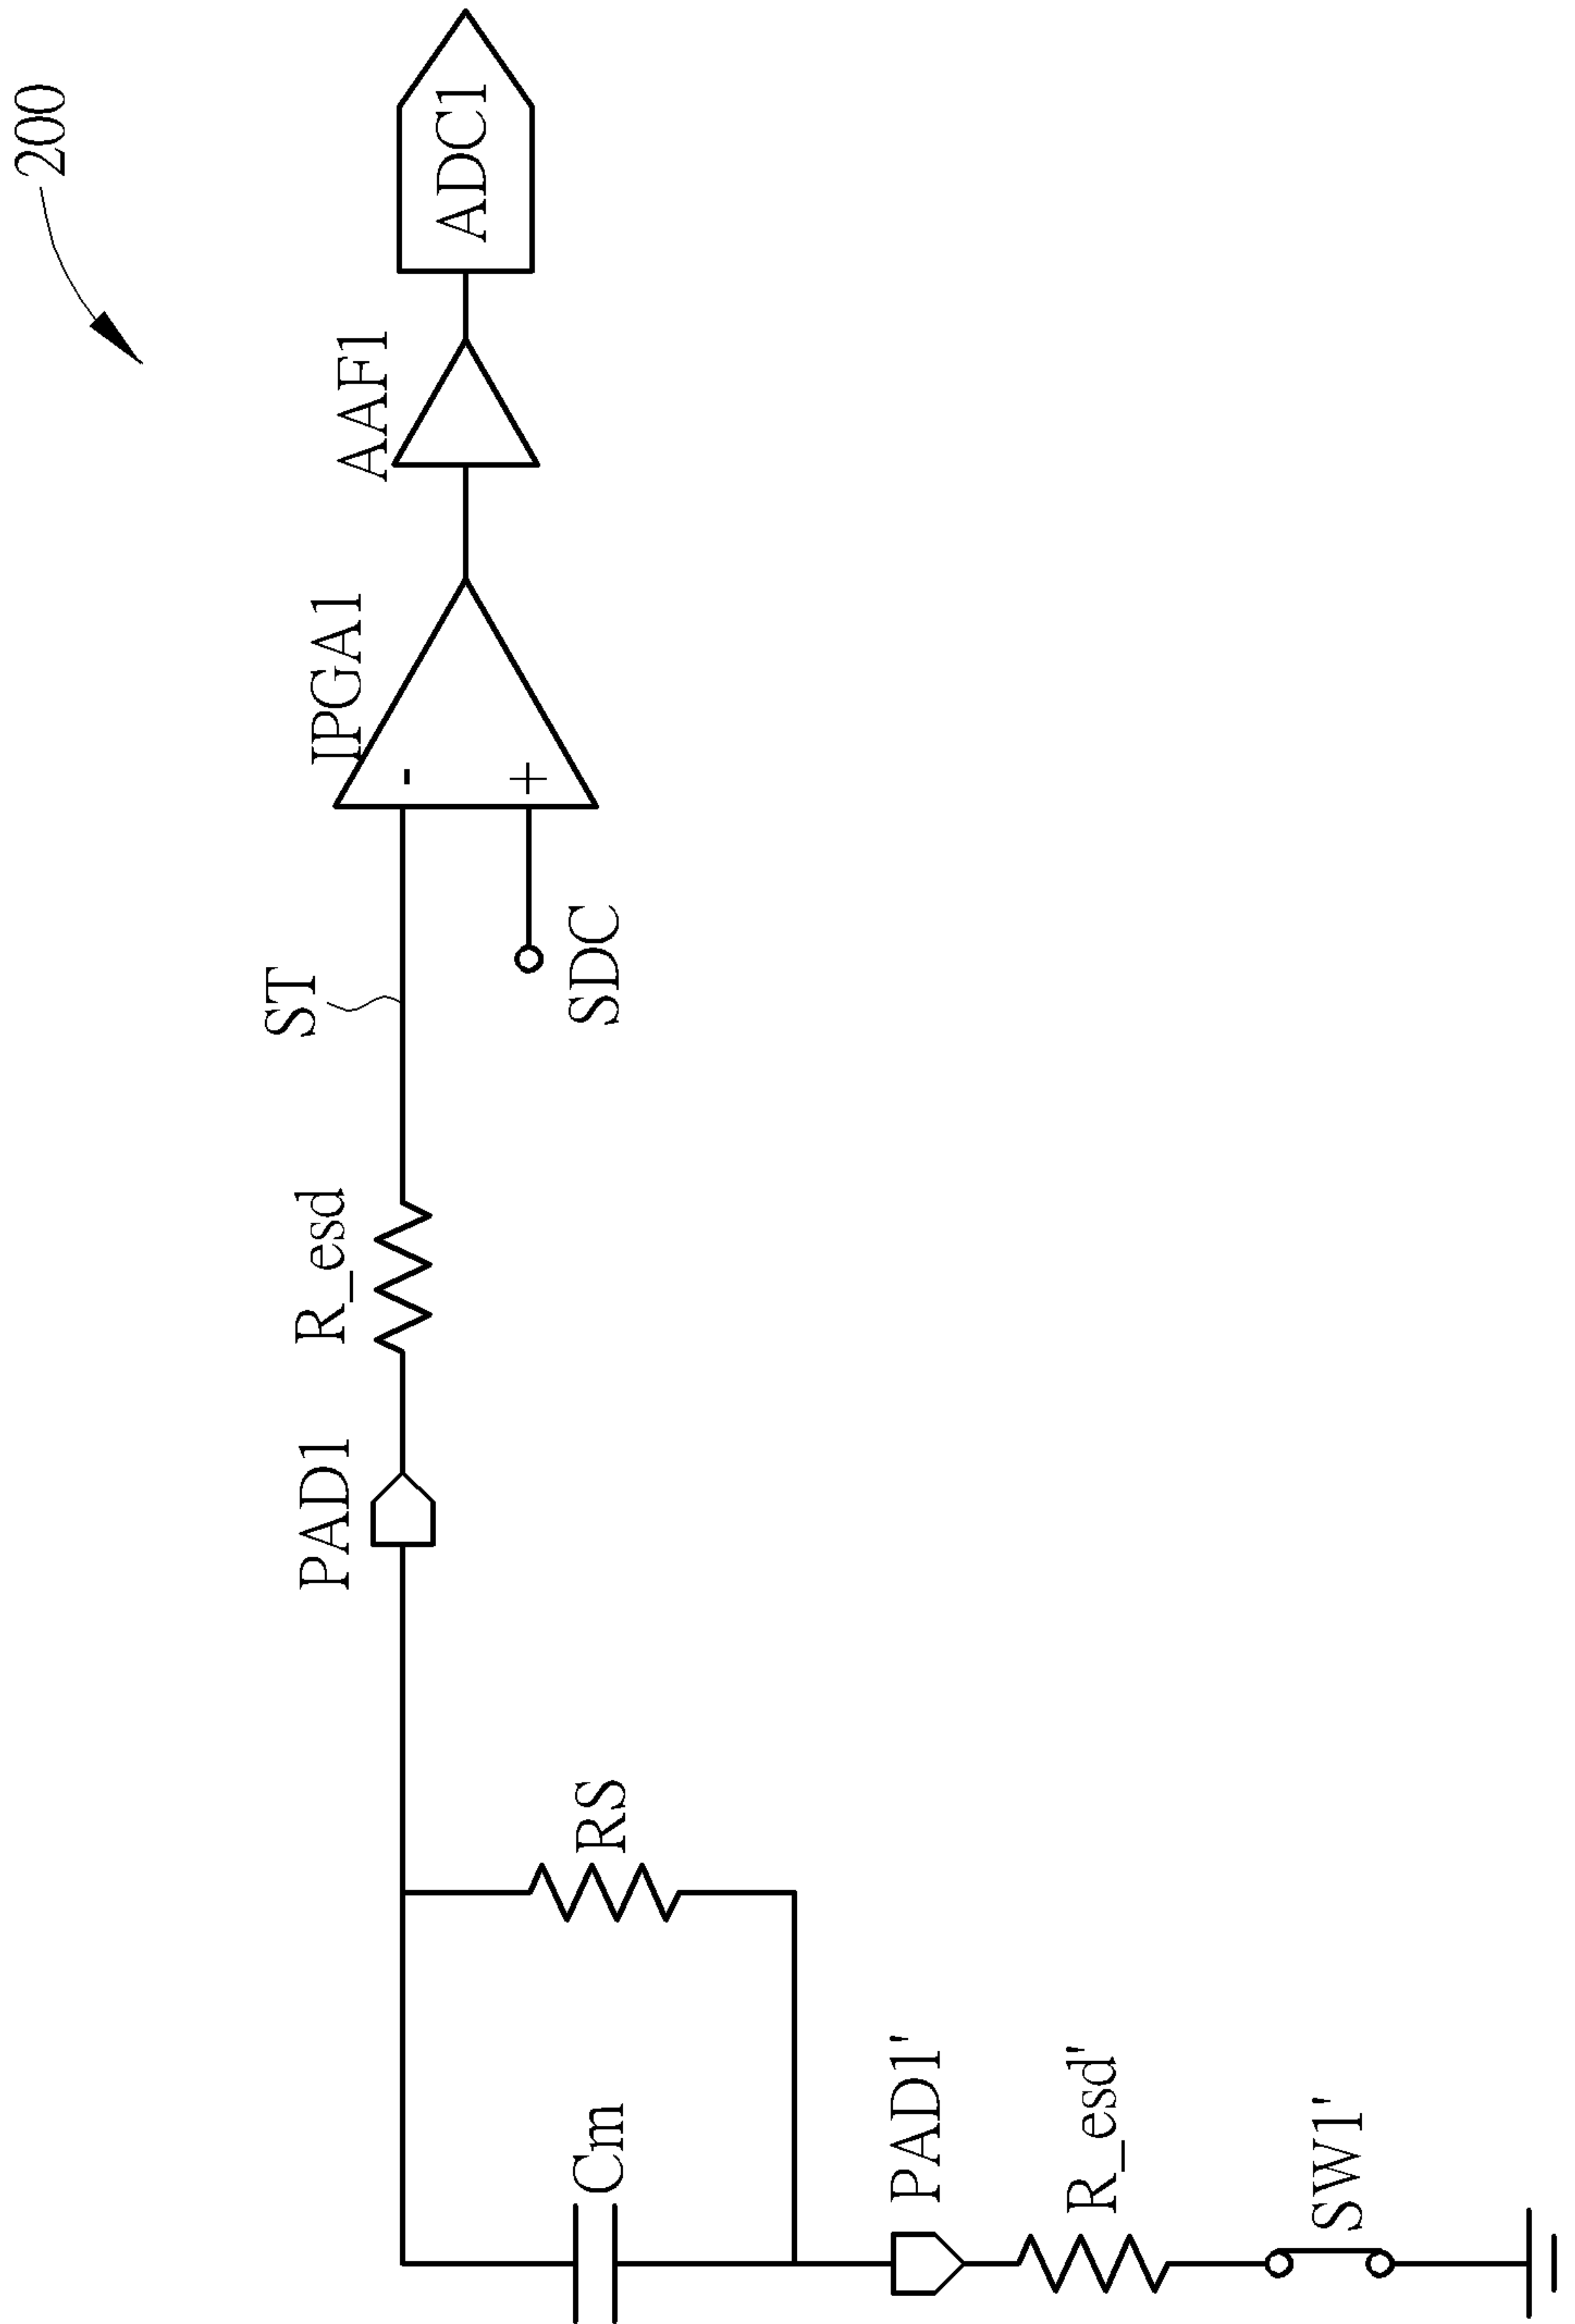 200
ADC1
AAF1
IPGA1
-
+
ST
SDC
R_esd
PAD1
RS
Cm
PAD1'
R_esd'
SW1'